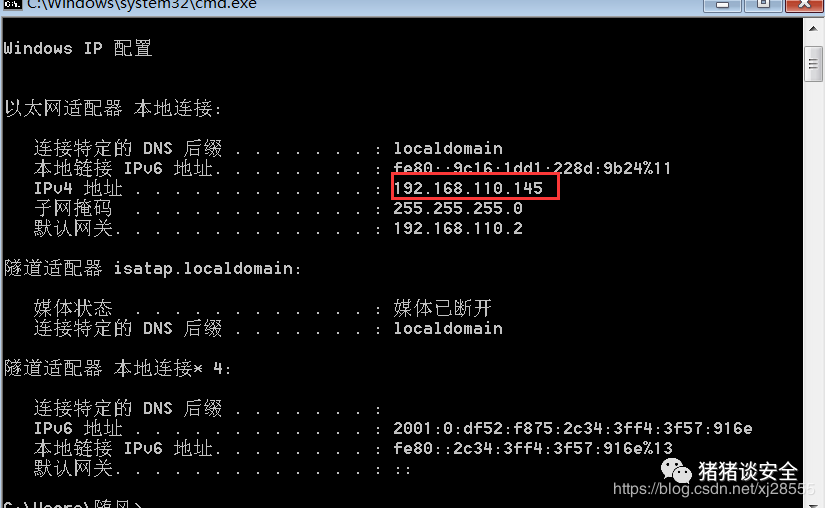 C:\Windows\system32\cmd.exe
Windows IP 配置
以太网适配器 本地连接:
连接特定的 DNS 后缀 . . . . . . . : localdomain
本地链接 IPv6 地址. . . . . . . . : fe80::9c16:1dd1:228d:9b24%11
IPv4 地址 . . . . . . . . . . . . : 192.168.110.145
子网掩码 . . . . . . . . . . . . : 255.255.255.0
默认网关. . . . . . . . . . . . . : 192.168.110.2
隧道适配器 isatap.localdomain:
媒体状态 . . . . . . . . . . . . : 媒体已断开
连接特定的 DNS 后缀 . . . . . . . : localdomain
隧道适配器 本地连接* 4:
连接特定的 DNS 后缀 . . . . . . . :
IPv6 地址 . . . . . . . . . . . . : 2001:0:df52:f875:2c34:3ff4:3f57:916e
本地链接 IPv6 地址. . . . . . . . : fe80::2c34:3ff4:3f57:916e%13
默认网关. . . . . . . . . . . . . : ::
猪猪谈安全
https://blog.csdn.net/xj28555
C:\Users\随风>